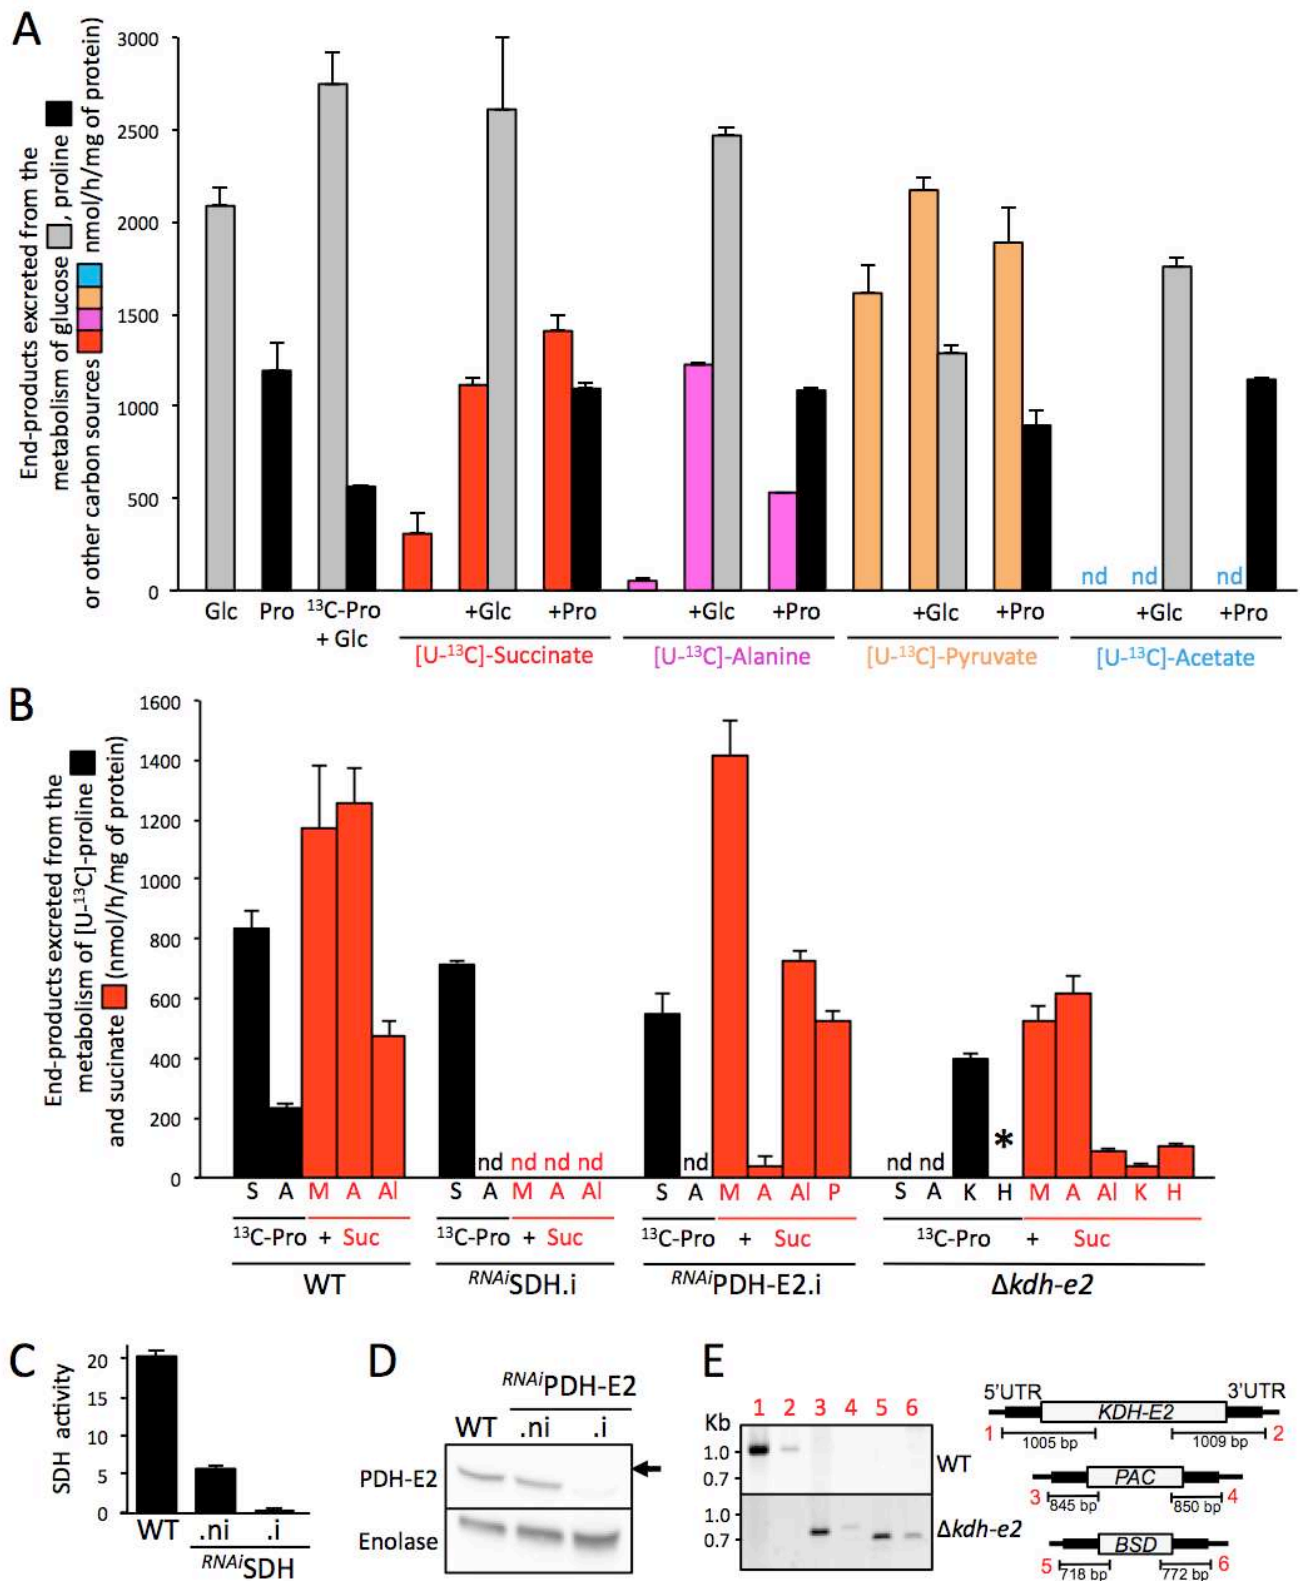 A
End-products excreted from the
metabolism of glucose , proline
or other carbon sources nmol/h/mg of protein)
3000
2500
2000
1500
1000
500
0
nd nd nd
Glc Pro ¹³C-Pro + Glc +Glc +Pro +Glc +Pro +Glc +Pro +Glc +Pro
[U-¹³C]-Succinate [U-¹³C]-Alanine [U-¹³C]-Pyruvate [U-¹³C]-Acetate
B
End-products excreted from the
metabolism of [U-¹³C]-proline
and sucinate (nmol/h/mg of protein)
1600
1400
1200
1000
800
600
400
200
0
nd nd nd nd nd nd nd *
S A M A Al S A M A Al S A M A Al P S A K H M A Al K H
¹³C-Pro + Suc ¹³C-Pro + Suc ¹³C-Pro + Suc ¹³C-Pro + Suc
WT RNAiSDH.i RNAiPDH-E2.i Δkdh-e2
C
SDH activity
20
15
10
5
0
WT .ni .i
RNAiSDH
D
RNAiPDH-E2
WT .ni .i
PDH-E2
Enolase
E
1 2 3 4 5 6
Kb
1.0
0.7
WT
1.0
0.7
Δkdh-e2
5'UTR 3'UTR
KDH-E2
1 1005 bp 1009 bp 2
PAC
3 845 bp 850 bp 4
BSD
5 718 bp 772 bp 6